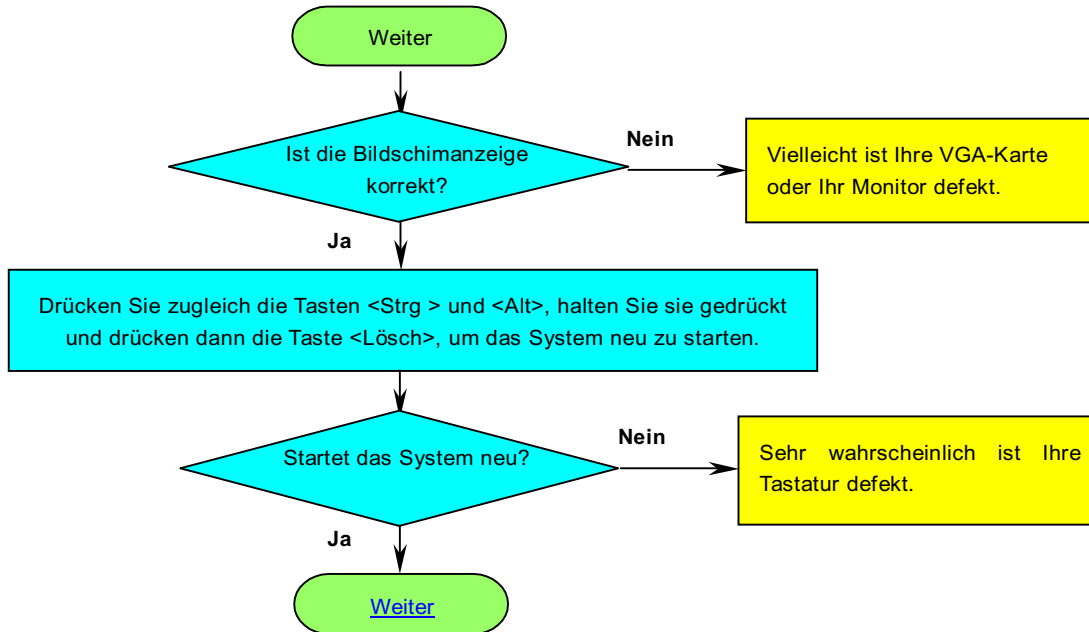 Weiter
Ist die Bildschimanzeige
korrekt?
Nein
Vielleicht ist Ihre VGA-Karte
oder Ihr Monitor defekt.
Ja
Drücken Sie zugleich die Tasten <Strg > und <Alt>, halten Sie sie gedrückt
und drücken dann die Taste <Lösch>, um das System neu zu starten.
Startet das System neu?
Nein
Sehr wahrscheinlich ist Ihre
Tastatur defekt.
Ja
Weiter